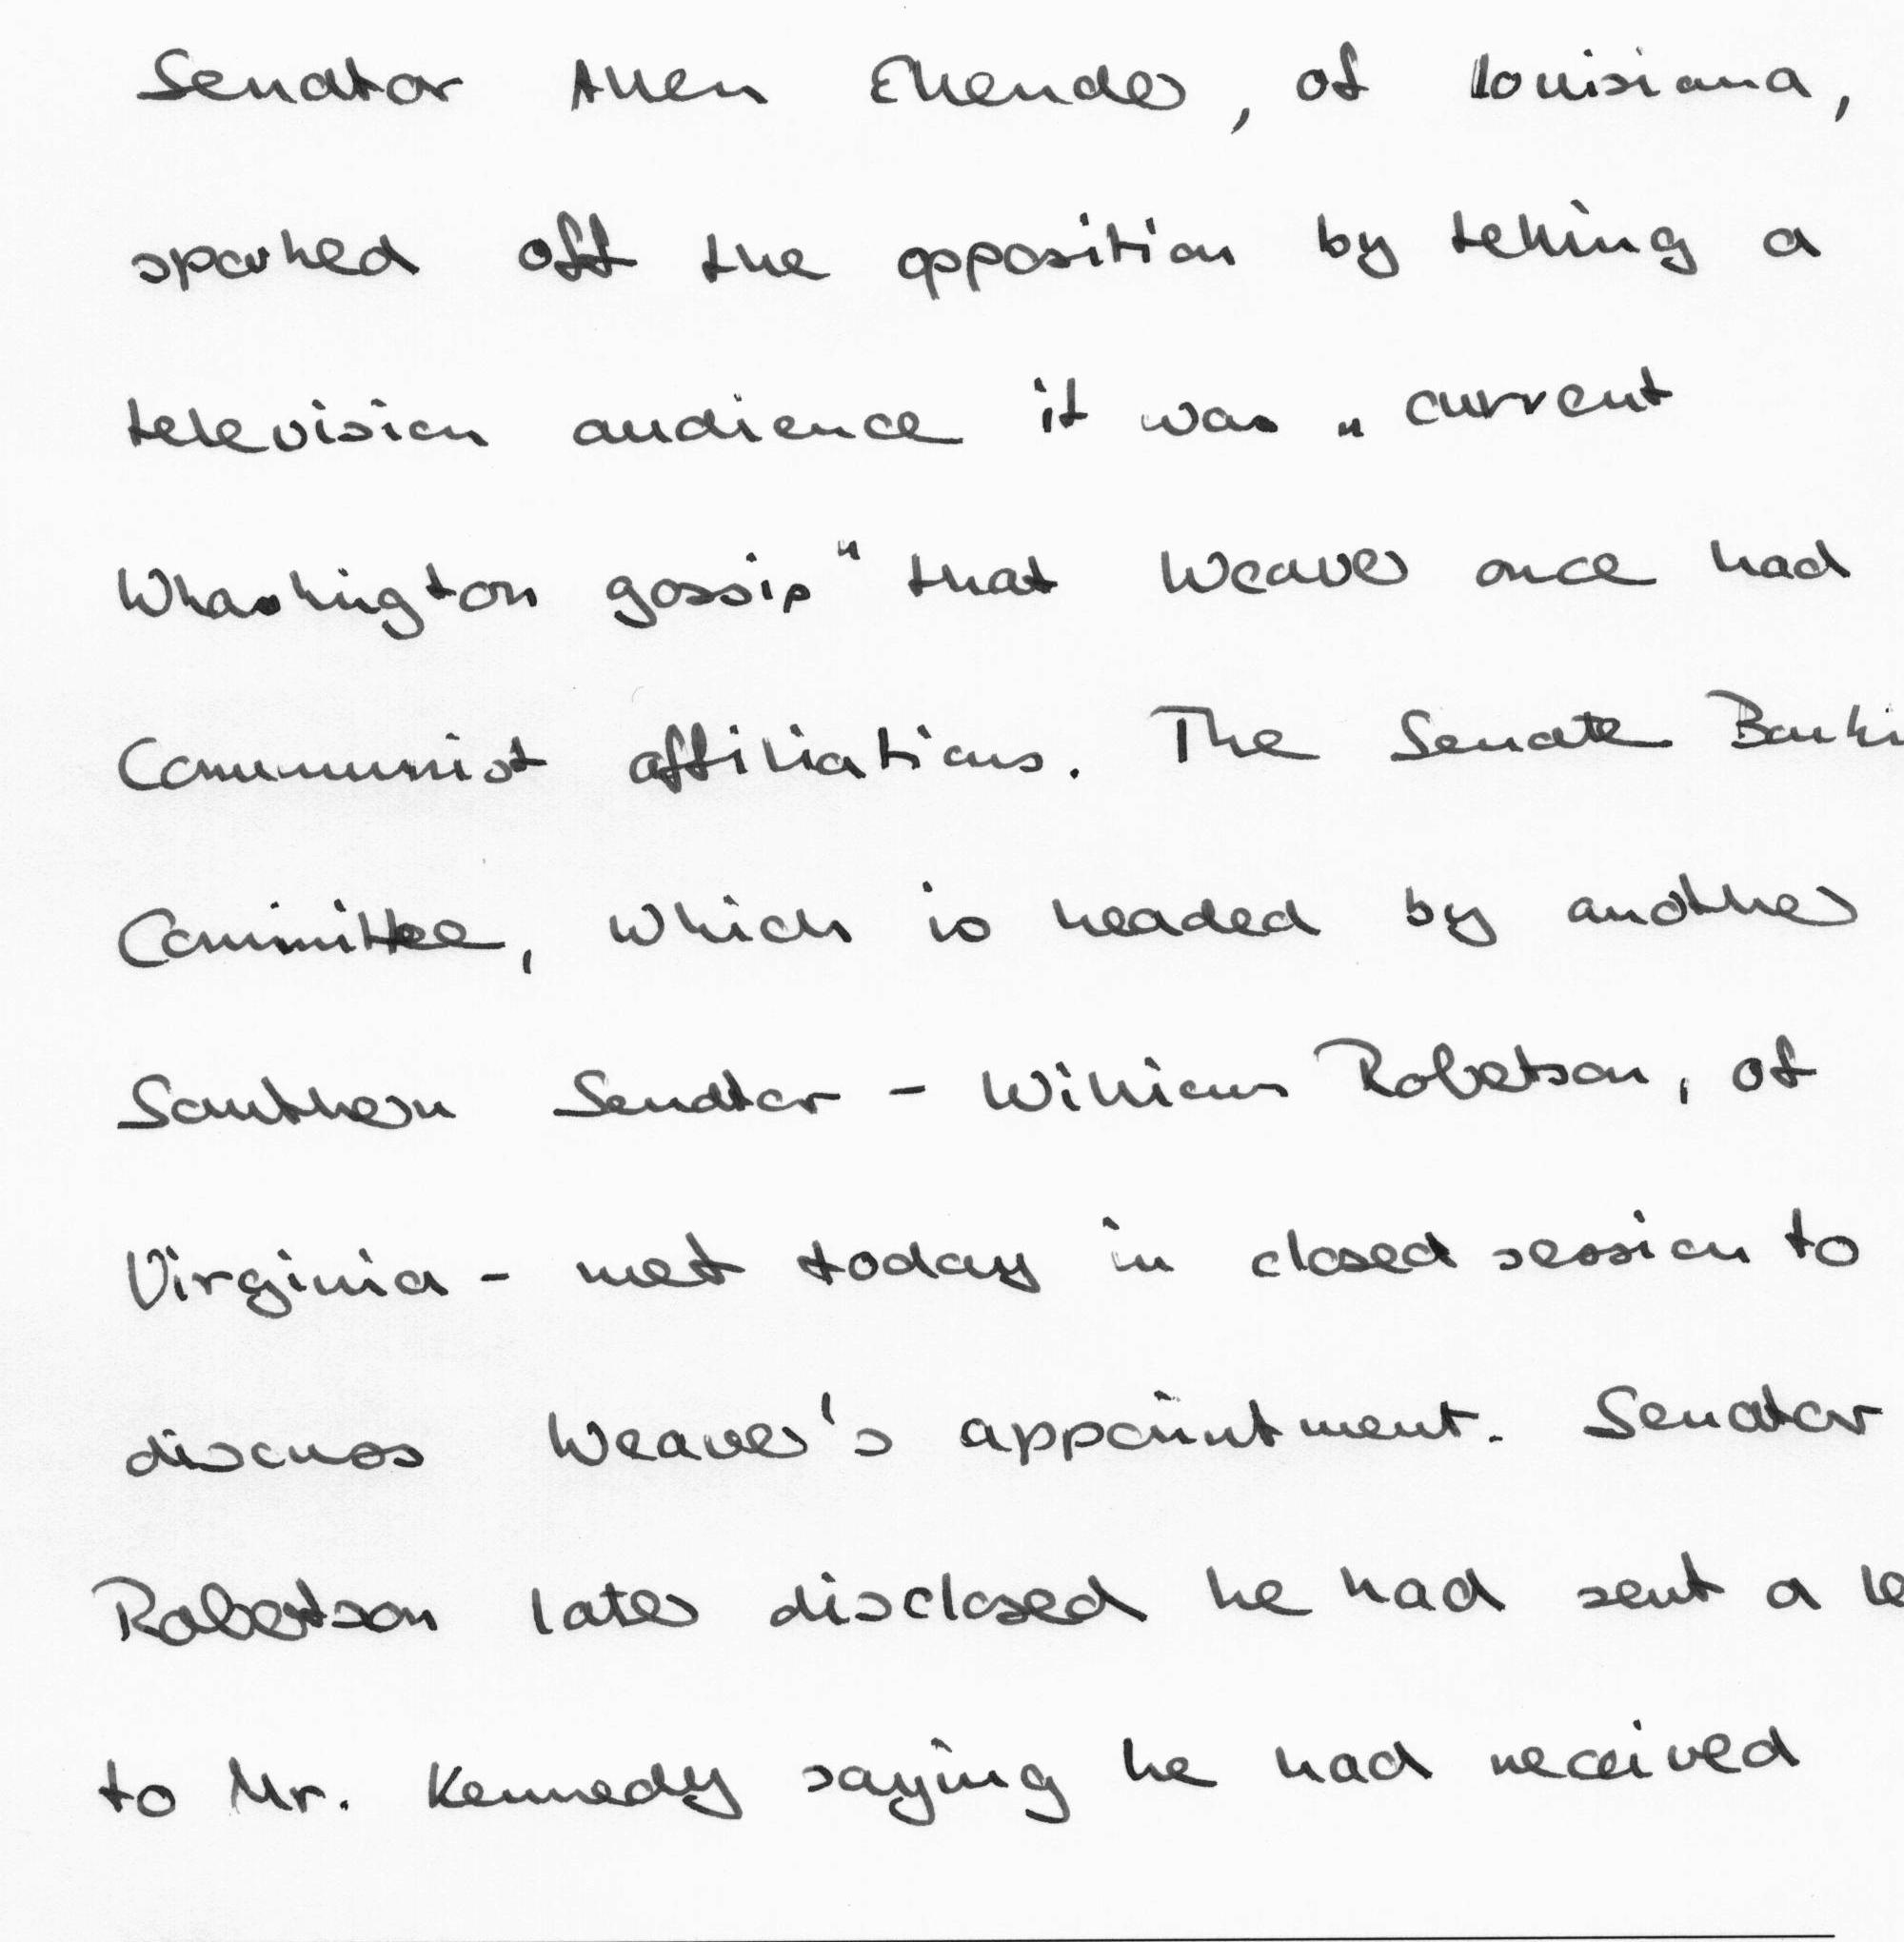 Senator Allen Ellender, of Louisiana,
sparked off the opposition by telling a
television audience it was "current
Whashington gossip" that Weaver once had
Communist affiliations. The Senate Banki
Committee, which is headed by another
Southern Senator - William Robertson, of
Virginia - met today in closed session to
discuss Weaver's appointment. Senator
Robertson later disclosed he had sent a le
to Mr. Kennedy saying he had received